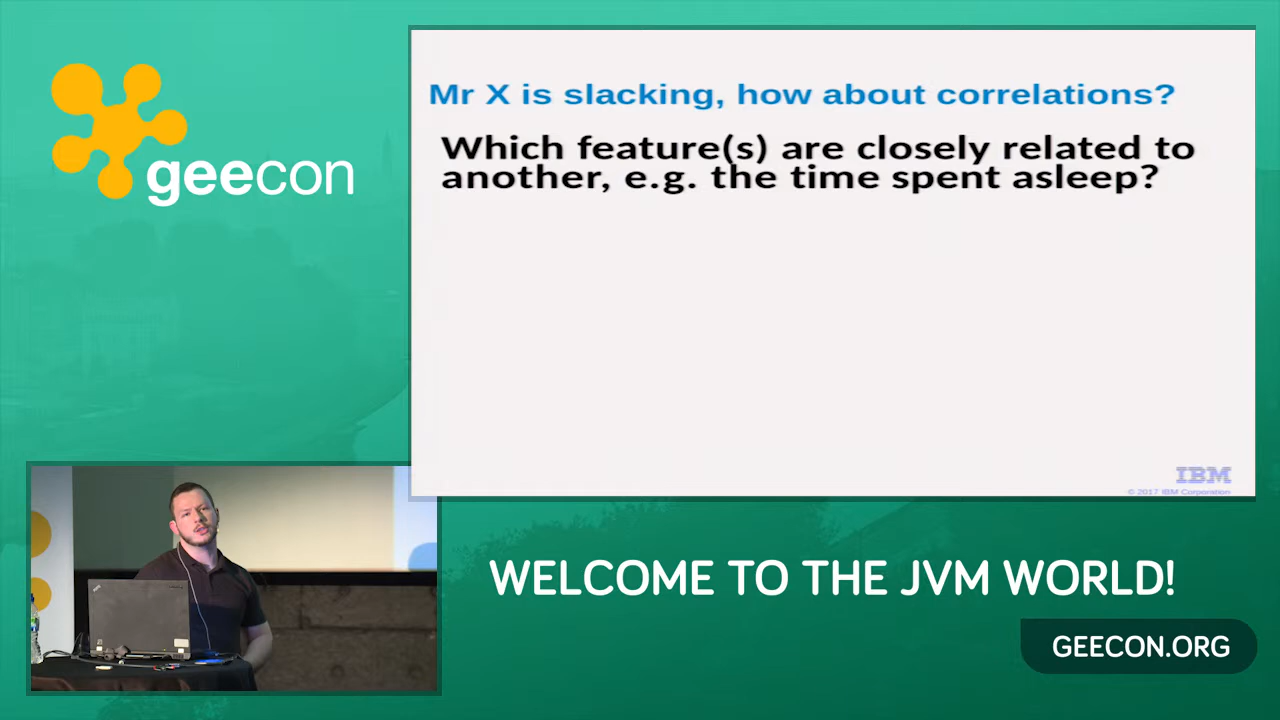 geecon
Mr X is slacking, how about correlations?
Which feature(s) are closely related to
another, e.g. the time spent asleep?
IBM
© 2017 IBM Corporation
WELCOME TO THE JVM WORLD!
GEECON.ORG